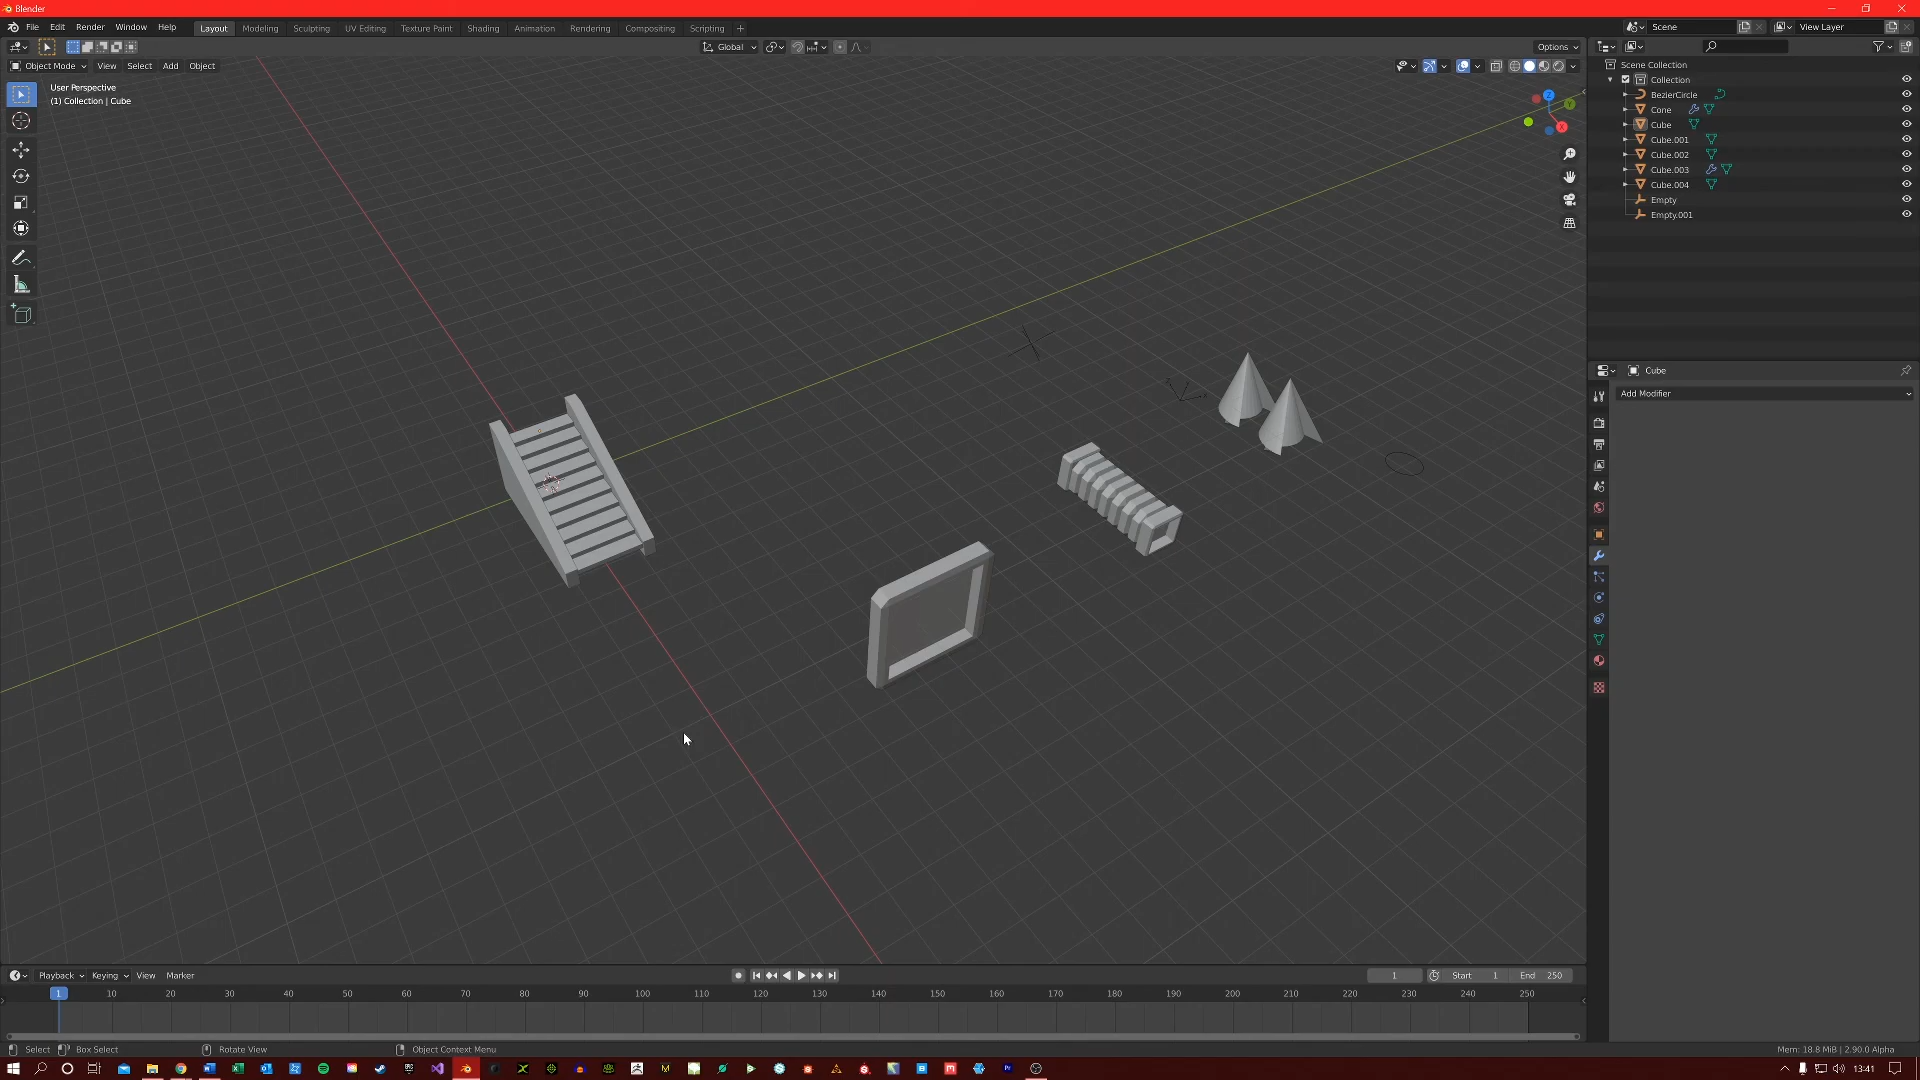 Blender
File Edit Render Window Help
Layout Modeling Sculpting UV Editing Texture Paint Shading Animation Rendering Compositing Scripting +
Scene
View Layer
Global
Options
Object Mode View Select Add Object
User Perspective
(1) Collection | Cube
Z
Y
X
Scene Collection
Collection
BezierCircle
Cone
Cube
Cube.001
Cube.002
Cube.003
Cube.004
Empty
Empty.001
Cube
Add Modifier
Playback Keying View Marker
1
Start 1
End 250
1 10 20 30 40 50 60 70 80 90 100 110 120 130 140 150 160 170 180 190 200 210 220 230 240 250
Select Box Select Rotate View Object Context Menu
Mem: 18.8 MiB | 2.90.0 Alpha
13:41